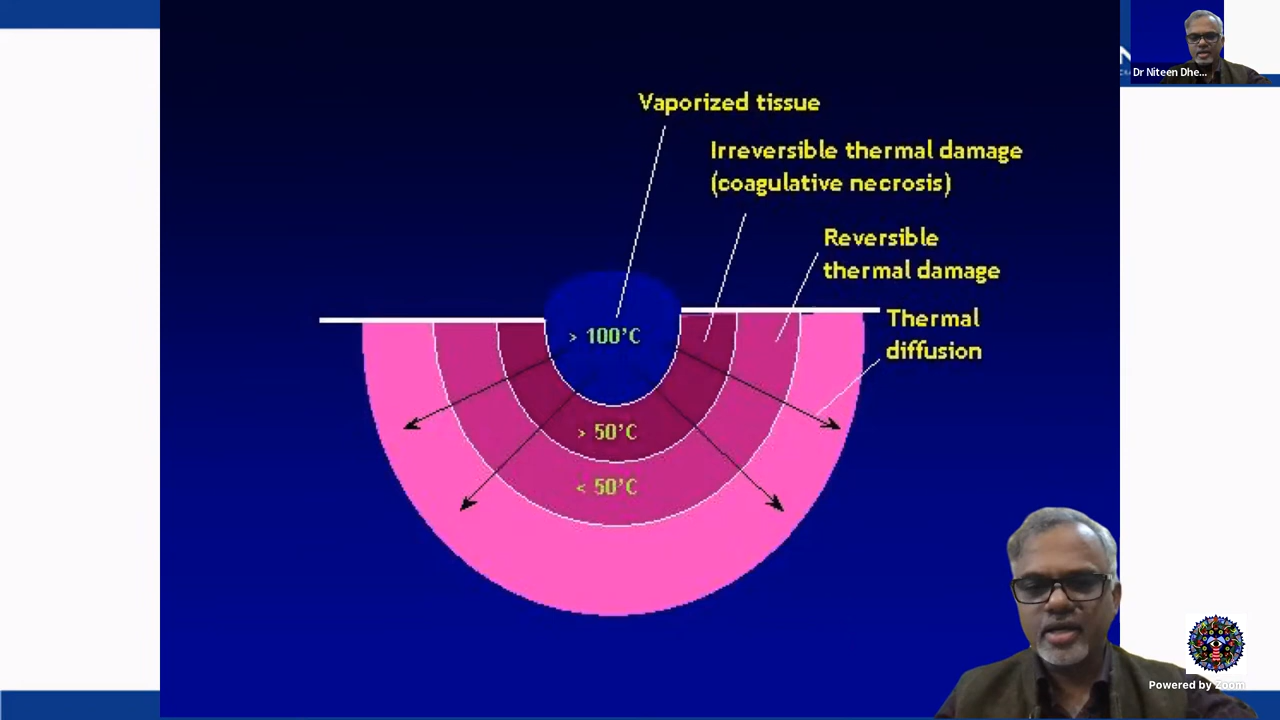 Dr Niteen Dhe...
Vaporized tissue
Irreversible thermal damage
(coagulative necrosis)
Reversible
thermal damage
Thermal
diffusion
> 100'C
> 50'C
< 50'C
Powered by Zoom